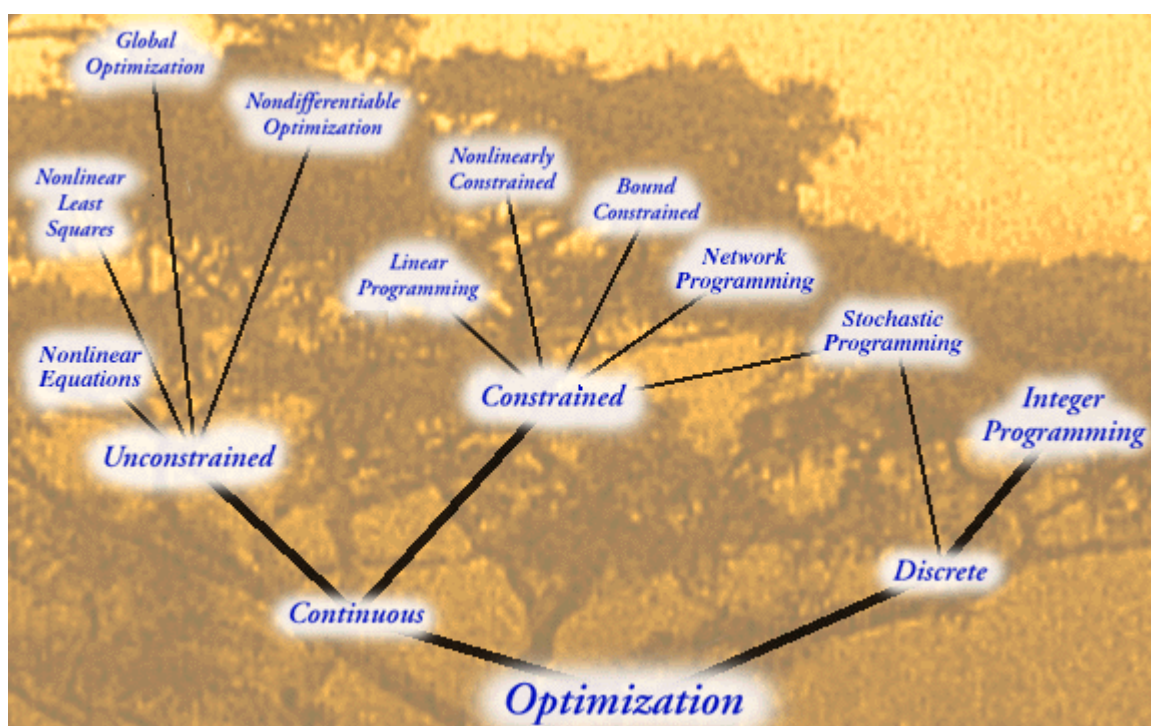 Global
Optimization
Nondifferentiable
Optimization
Nonlinearly
Constrained
Nonlinear
Least
Squares
Bound
Constrained
Linear
Programming
Network
Programming
Stochastic
Programming
Nonlinear
Equations
Constrained
Integer
Programming
Unconstrained
Discrete
Continuous
Optimization